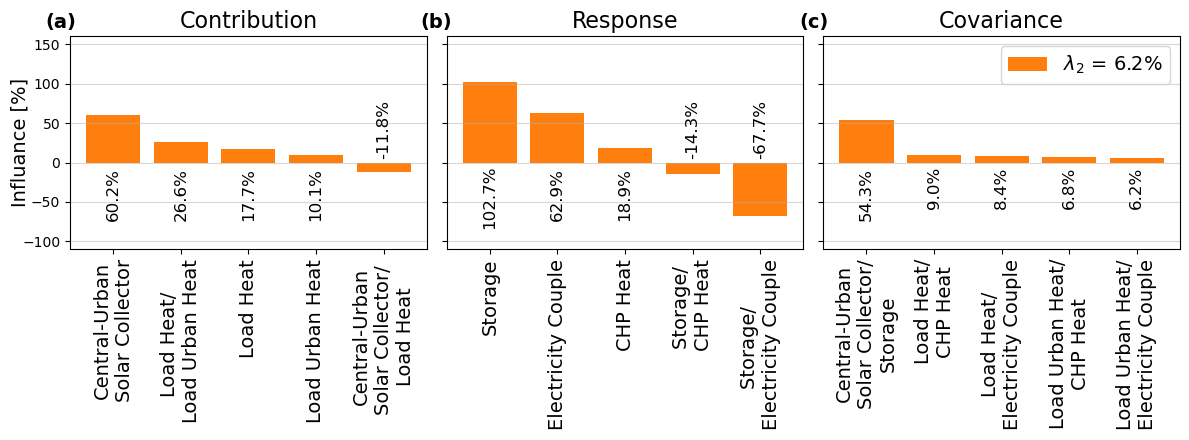 (a)
Contribution
(b)
Response
(c)
Covariance
Influance [%]
150
100
50
0
−50
−100
60.2%
26.6%
17.7%
10.1%
-11.8%
Central-Urban
Solar Collector
Load Heat/
Load Urban Heat
Load Heat
Load Urban Heat
Central-Urban
Solar Collector/
Load Heat
102.7%
62.9%
18.9%
-14.3%
-67.7%
Storage
Electricity Couple
CHP Heat
Storage/
CHP Heat
Storage/
Electricity Couple
λ₂ = 6.2%
54.3%
9.0%
8.4%
6.8%
6.2%
Central-Urban
Solar Collector/
Storage
Load Heat/
CHP Heat
Load Heat/
Electricity Couple
Load Urban Heat/
CHP Heat
Load Urban Heat/
Electricity Couple